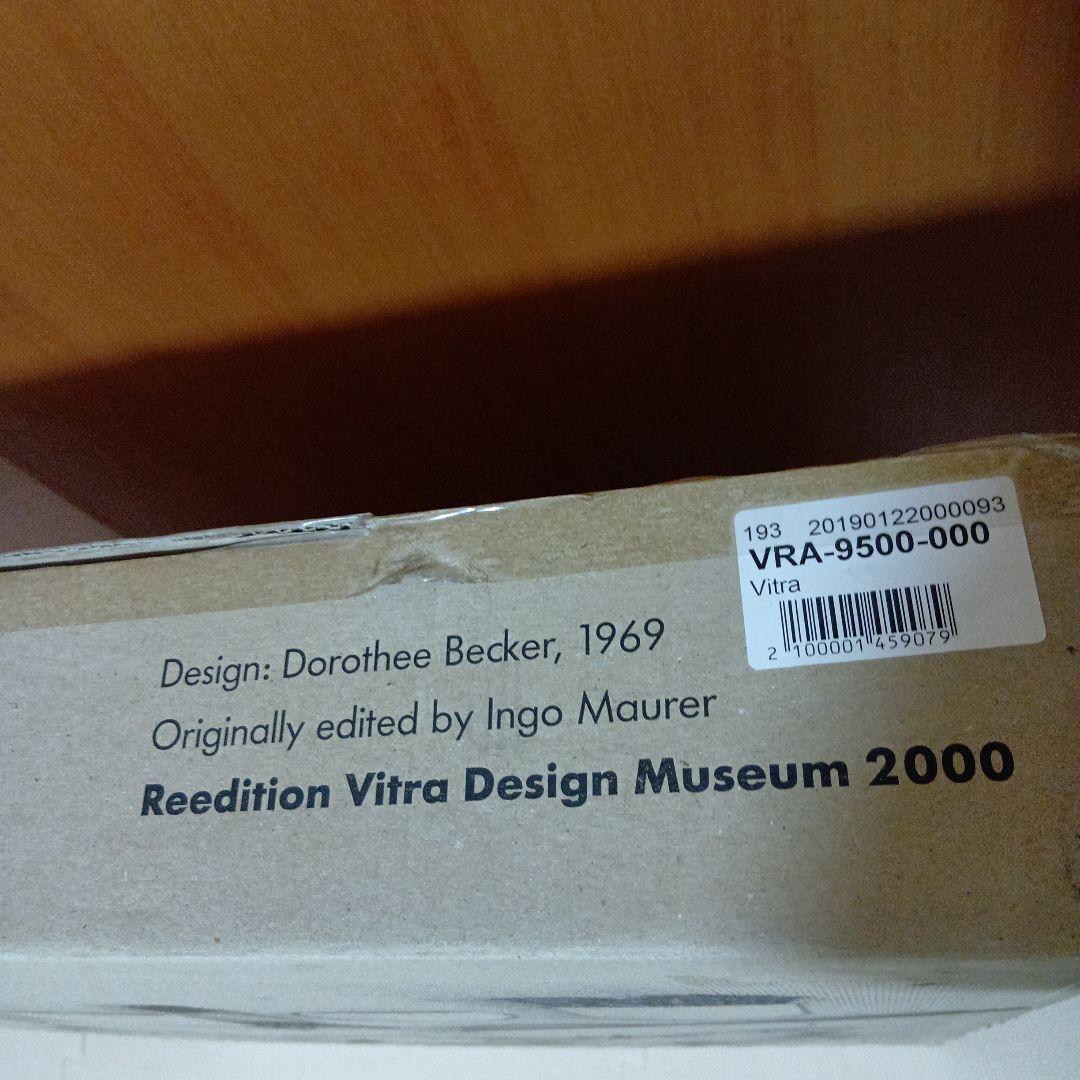 193 20190122000093
VRA-9500-000
Vitra
2 100001 459079
Design: Dorothee Becker, 1969
Originally edited by Ingo Maurer
Reedition Vitra Design Museum 2000